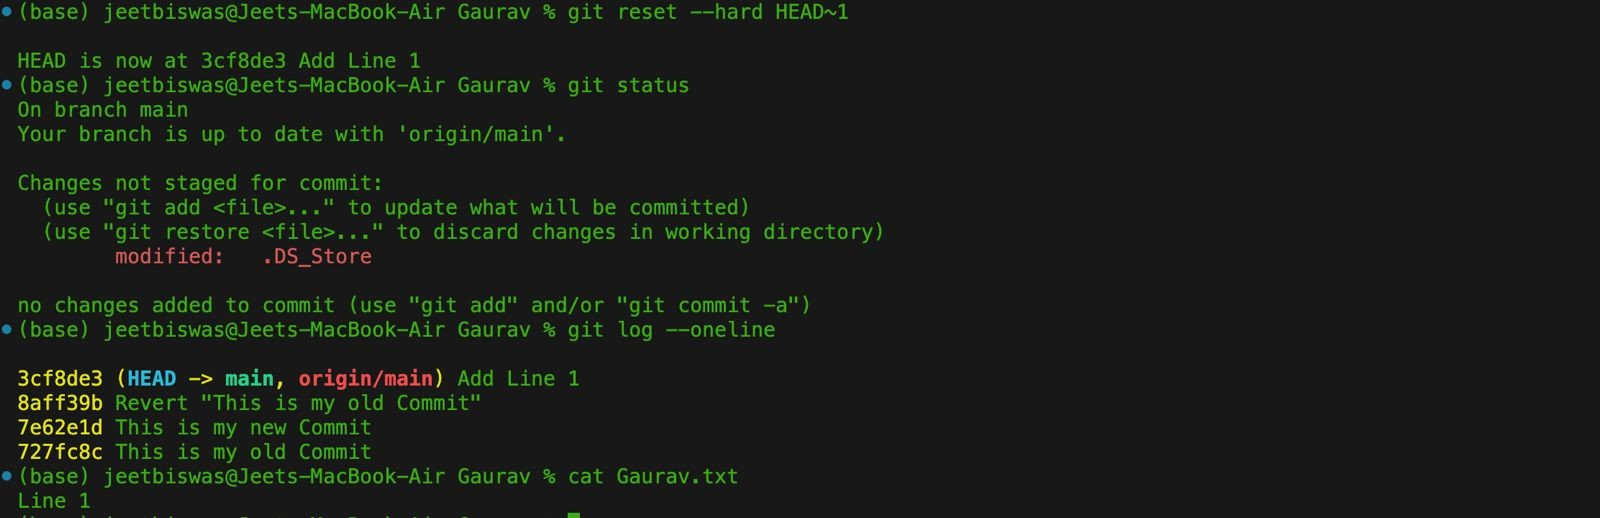 (base) jeetbiswas@Jeets-MacBook-Air Gaurav % git reset --hard HEAD~1
HEAD is now at 3cf8de3 Add Line 1
(base) jeetbiswas@Jeets-MacBook-Air Gaurav % git status
On branch main
Your branch is up to date with 'origin/main'.
Changes not staged for commit:
(use "git add <file>..." to update what will be committed)
(use "git restore <file>..." to discard changes in working directory)
modified: .DS_Store
no changes added to commit (use "git add" and/or "git commit -a")
(base) jeetbiswas@Jeets-MacBook-Air Gaurav % git log --oneline
3cf8de3 (HEAD -> main, origin/main) Add Line 1
8aff39b Revert "This is my old Commit"
7e62e1d This is my new Commit
727fc8c This is my old Commit
(base) jeetbiswas@Jeets-MacBook-Air Gaurav % cat Gaurav.txt
Line 1